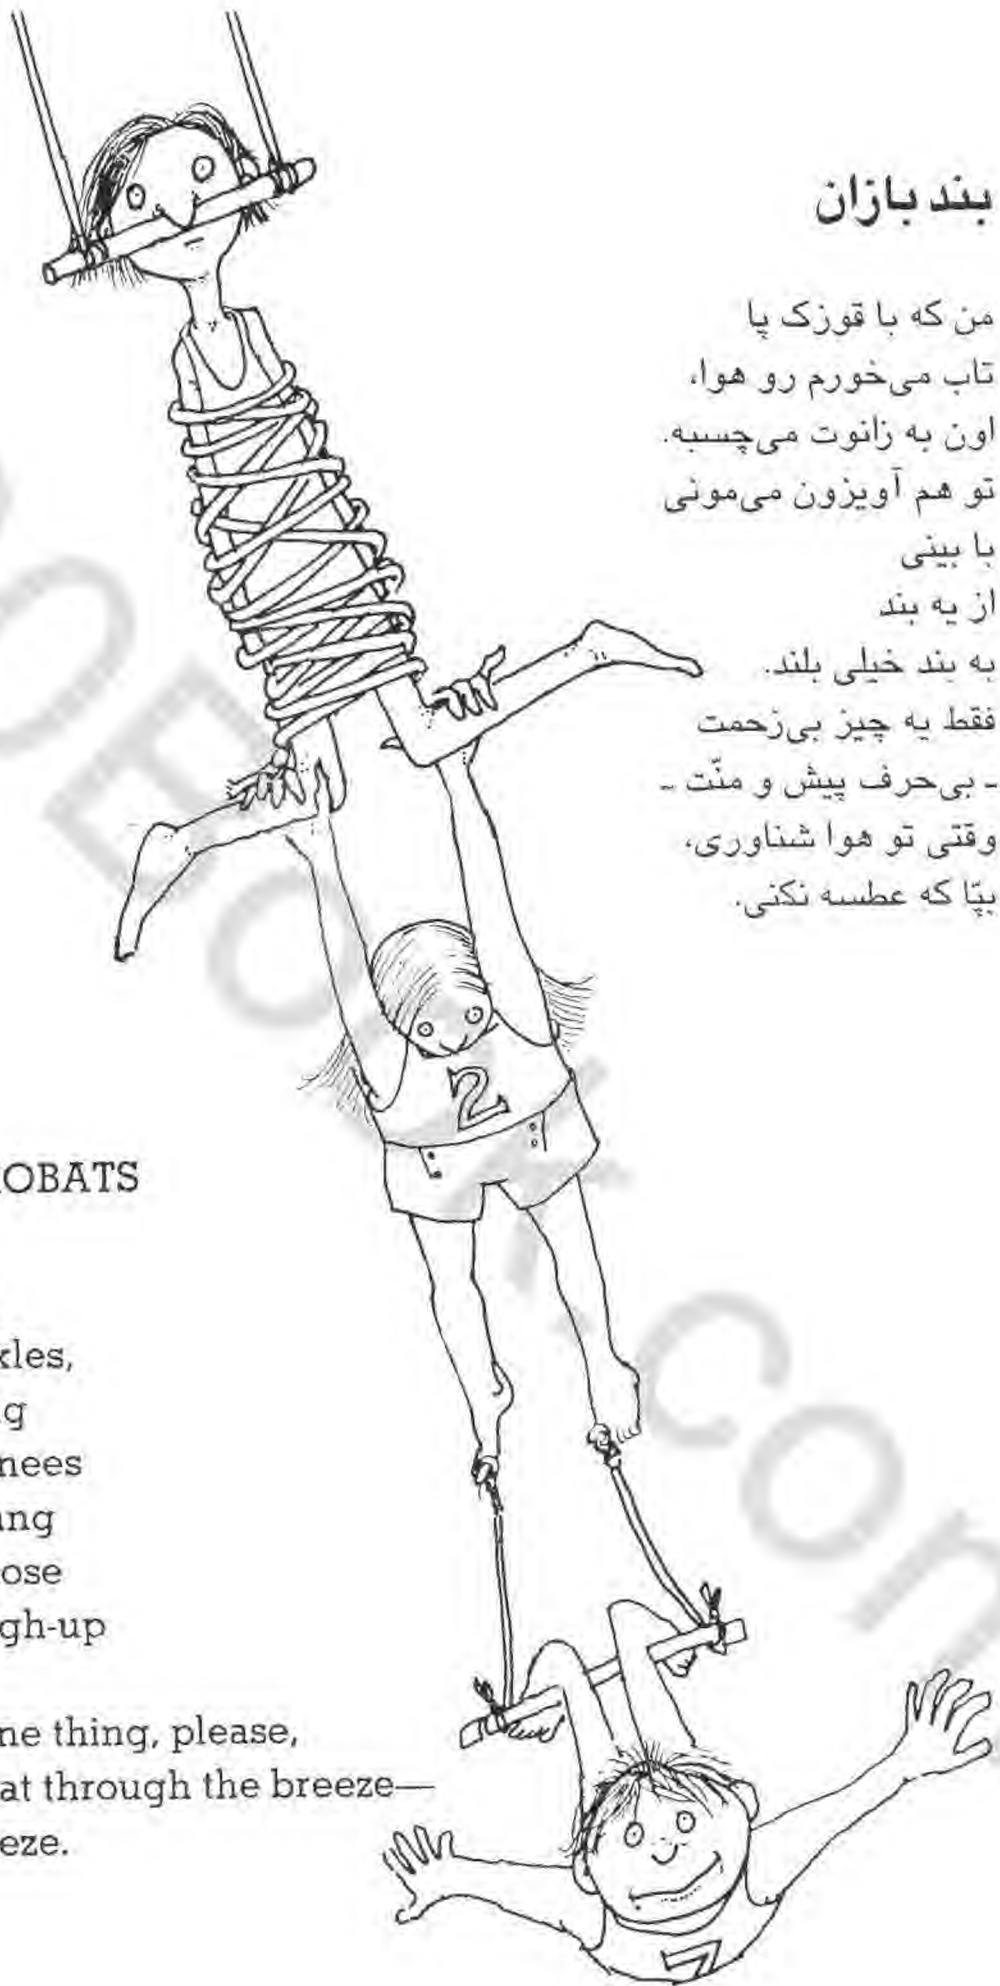 بند بازان
من که با قوزک پا
تاب می‌خورم رو هوا،
اون به زانوت می‌چسبه.
تو هم آویزون می‌مونی
با بینی
از یه بند
یه بند خیلی بلند.
فقط یه چیز بی‌زحمت
ـ بی‌حرف پیش و منّت ـ
وقتی تو هوا شناوری،
بپّا که عطسه نکنی.
2
OBATS
kles,
g
nees
ng
ose
gh-up
ne thing, please,
at through the breeze—
eze.